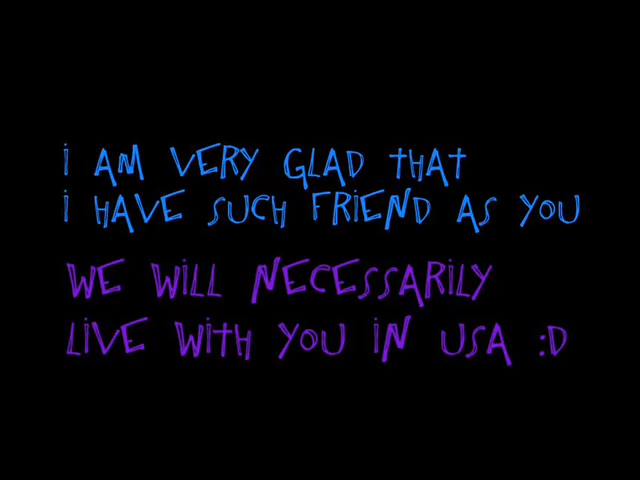 i AM VERY GLAD THAT
i HAVE SUCH FRiEND AS YOU
WE WiLL NECESSARiLY
LiVE WiTH YOU iN USA :D